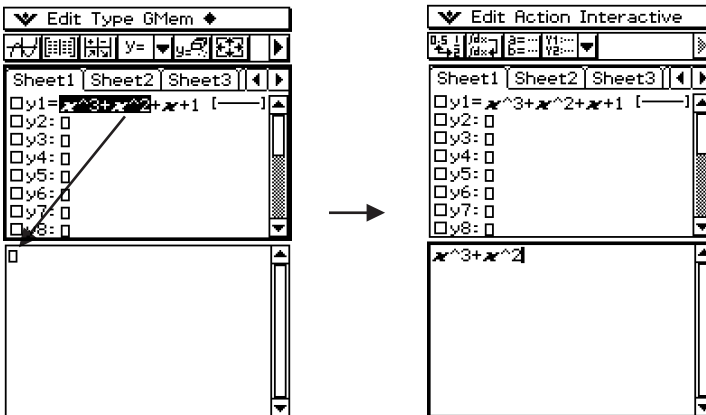 Edit Type GMem
y=
Sheet1 Sheet2 Sheet3
y1=x^3+x^2+x+1 [—]
y2:
y3:
y4:
y5:
y6:
y7:
y8:
Edit Action Interactive
Sheet1 Sheet2 Sheet3
y1=x^3+x^2+x+1 [—]
y2:
y3:
y4:
y5:
y6:
y7:
y8:
x^3+x^2